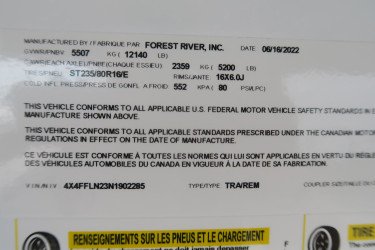 MANUFACTURED BY / FABRIQUE PAR FOREST RIVER, INC. DATE 06/16/2022
GVWR/PNBV 5507 KG ( 12140 LB)
EACH AXLE)/PNBE(CHAQUE ESSIEU) 2359 KG ( 5200 LB)
TIRES/PNEU ST235/80R16/E RIMS/JANTE 16X6.0J
COLD INFL PRESS/PRESS DE GONFL A FROID 552 KPA ( 80 PSI/LPC)
THIS VEHICLE CONFORMS TO ALL APPLICABLE U.S. FEDERAL MOTOR VEHICLE SAFETY STANDARDS IN
MANUFACTURE SHOWN ABOVE.
THIS VEHICLE CONFORMS TO ALL APPLICABLE STANDARDS PRESCRIBED UNDER THE CANADIAN MOTOR
REGULATIONS IN EFFECT ON THE DATE OF MANUFACTURE.
CE VÉHICULE EST CONFORME À TOUTES LES NORMES QUI LUI SONT APPLICABLES EN VERTU DU
DES VÉHICULES AUTOMOBILES DU CANADA EN VIGUEUR À LA DATE DE SA FABRICATION.
V.I.N./N.I.V. 4X4FFLN23N1902285 TYPE/TYPE TRA/REM COUPLER
RENSEIGNEMENTS SUR LES PNEUS ET LE CHARGEMENT
TIRE
ne doit jamais dépasser
F